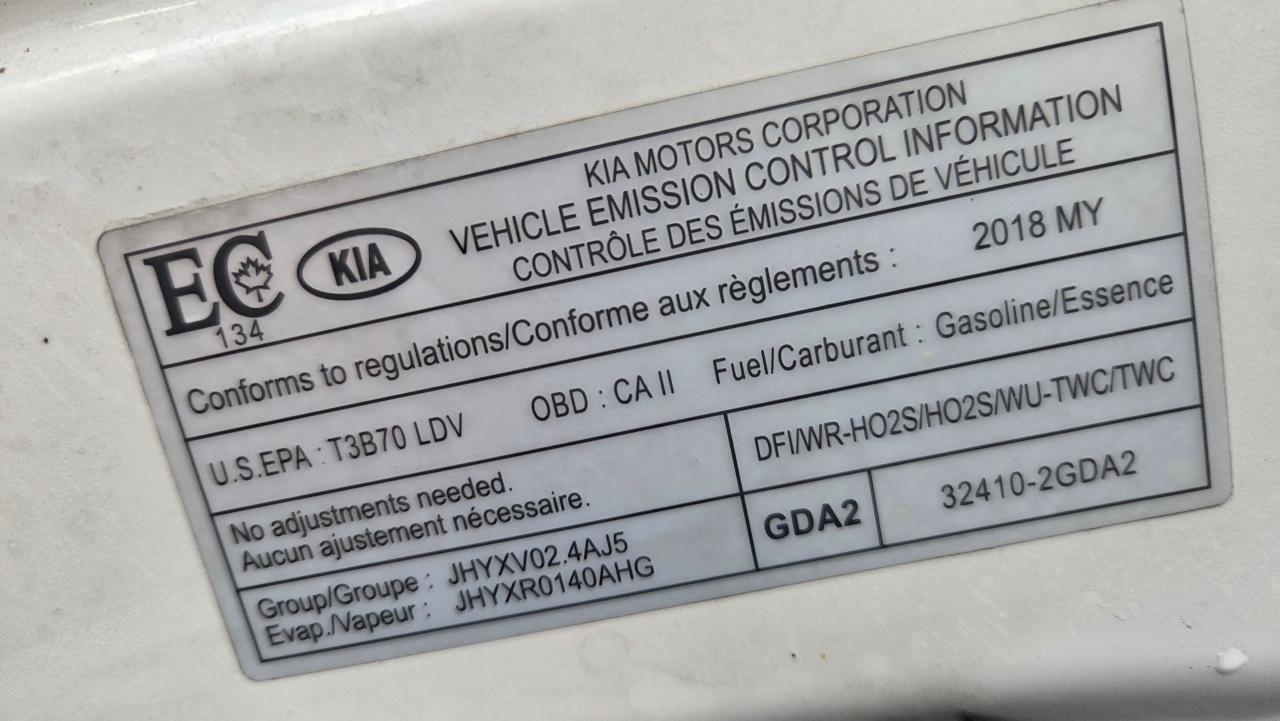 KIA MOTORS CORPORATION
VEHICLE EMISSION CONTROL INFORMATION
CONTRÔLE DES ÉMISSIONS DE VÉHICULE
EC
134
KIA
Conforms to regulations/Conforme aux règlements : 2018 MY
U.S.EPA : T3B70 LDV OBD : CA II Fuel/Carburant : Gasoline/Essence
No adjustments needed.
Aucun ajustement nécessaire.
DFI/WR-HO2S/HO2S/WU-TWC/TWC
Group/Groupe : JHYXV02.4AJ5
Evap./Vapeur : JHYXR0140AHG
GDA2
32410-2GDA2